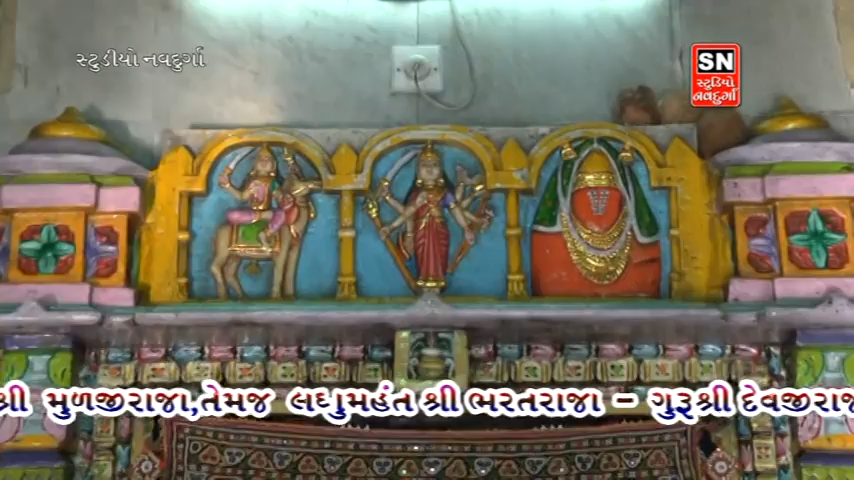 સ્ટુડીયો નવદુર્ગા
SN
સ્ટુડિયો
નવદુર્ગા
શ્રી મુળજીરાજા,તેમજ લઘુમહંત શ્રી ભરતરાજા - ગુરૂશ્રી દેવજીરાજ